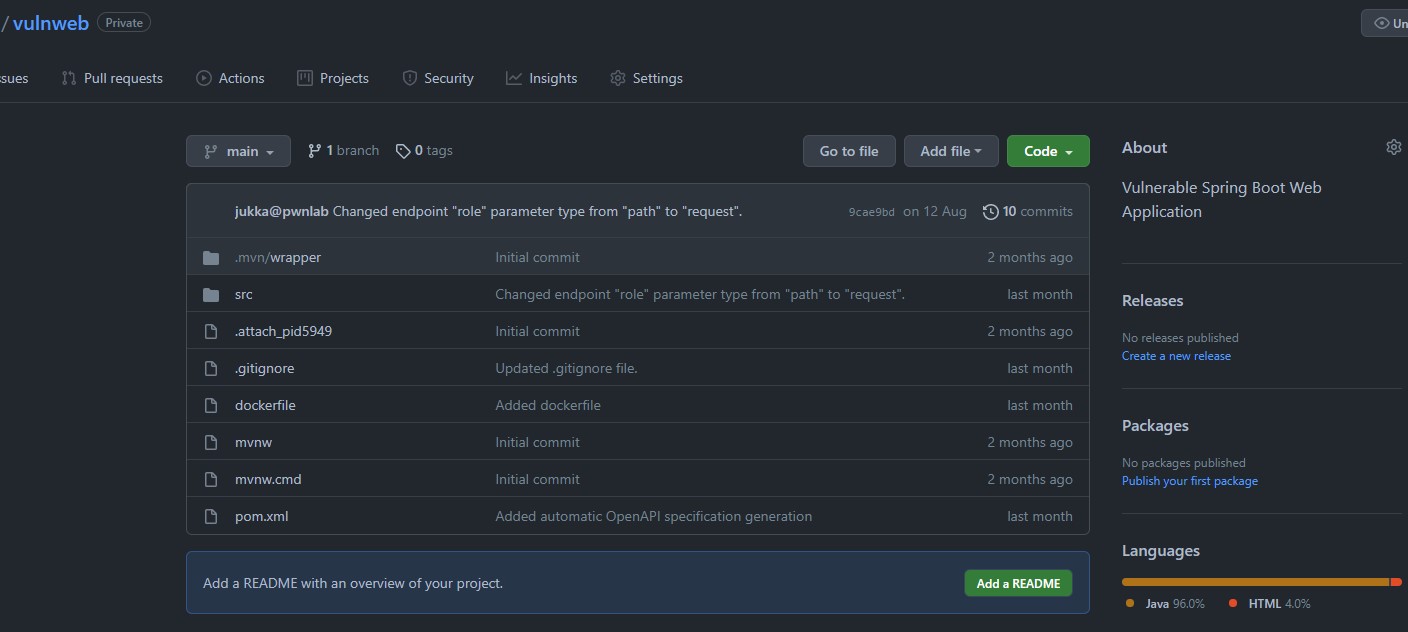 / vulnweb Private
Un
ssues Pull requests Actions Projects Security Insights Settings
main 1 branch 0 tags Go to file Add file Code
jukka@pwnlab Changed endpoint "role" parameter type from "path" to "request". 9cae9bd on 12 Aug 10 commits
.mvn/wrapper Initial commit 2 months ago
src Changed endpoint "role" parameter type from "path" to "request". last month
.attach_pid5949 Initial commit 2 months ago
.gitignore Updated .gitignore file. last month
dockerfile Added dockerfile last month
mvnw Initial commit 2 months ago
mvnw.cmd Initial commit 2 months ago
pom.xml Added automatic OpenAPI specification generation last month
Add a README with an overview of your project. Add a README
About
Vulnerable Spring Boot Web
Application
Releases
No releases published
Create a new release
Packages
No packages published
Publish your first package
Languages
Java 96.0% HTML 4.0%